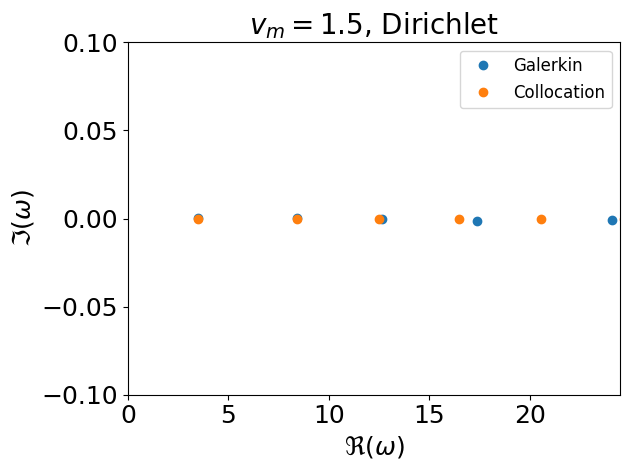 v_m = 1.5, Dirichlet
Galerkin
Collocation
0.10
0.05
0.00
−0.05
−0.10
ℑ(ω)
0 5 10 15 20
ℜ(ω)